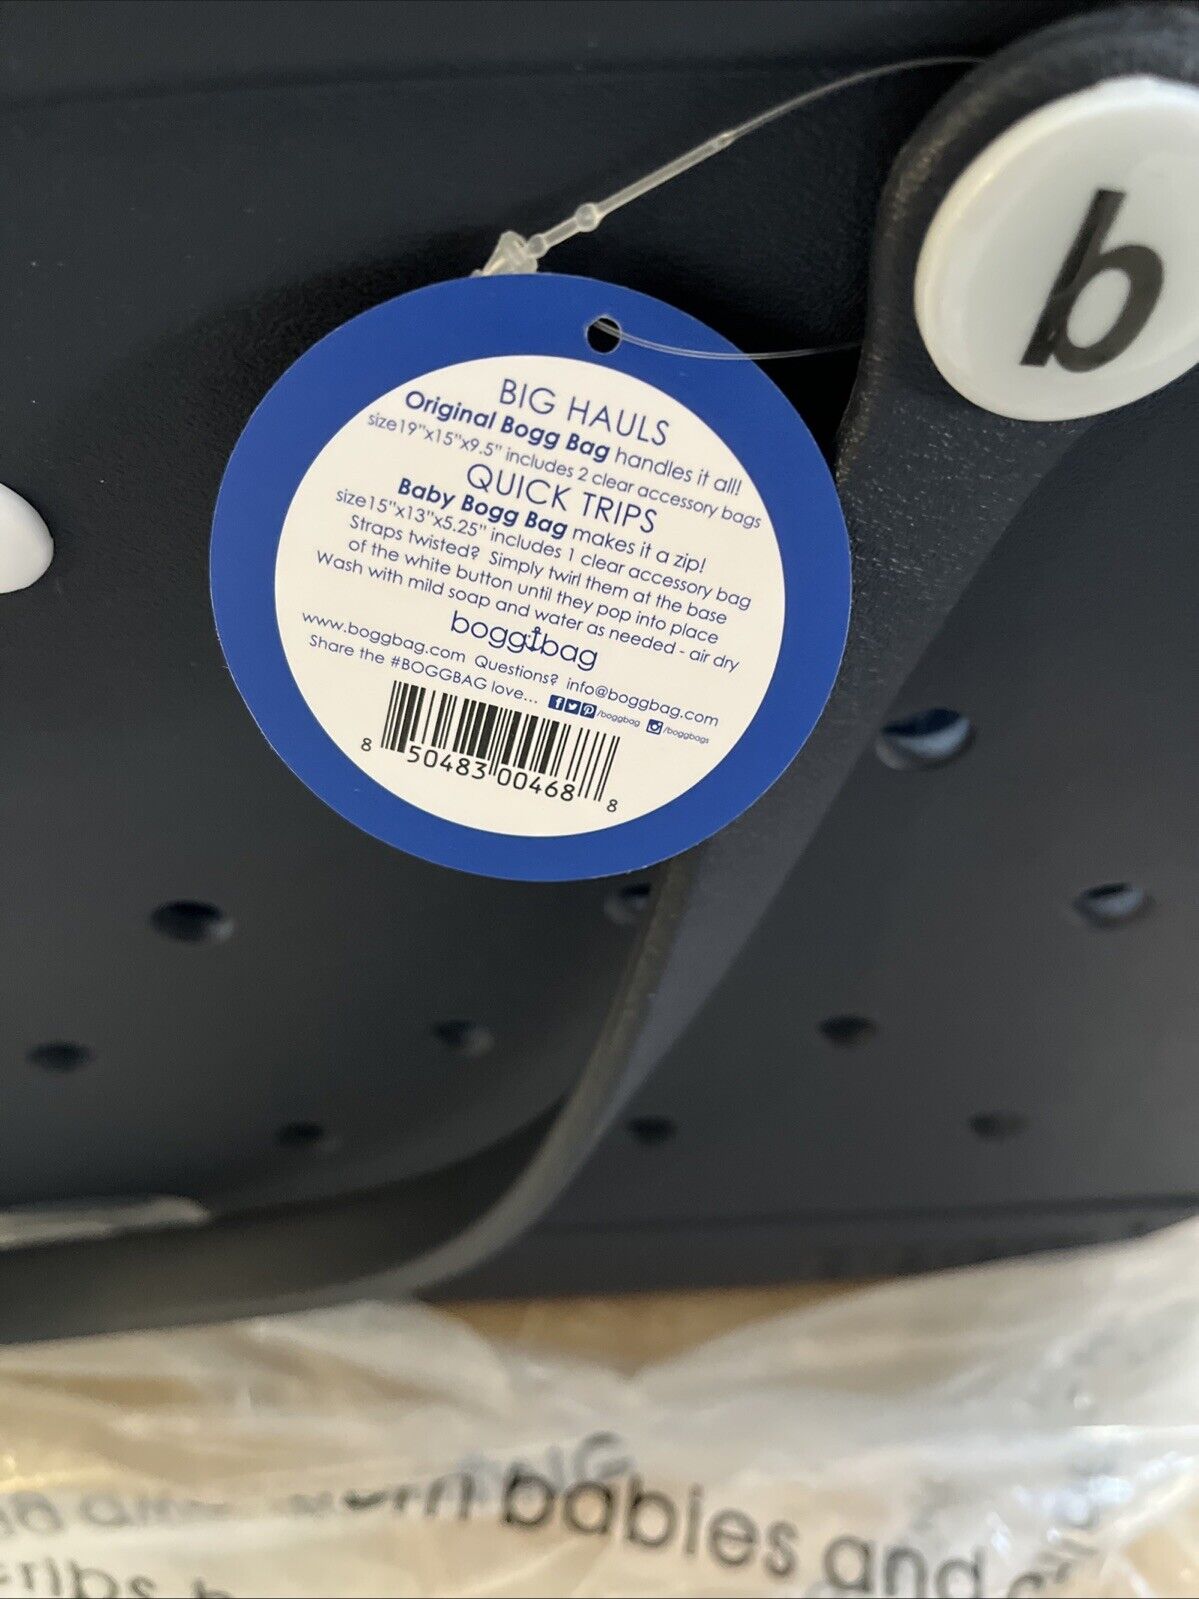 b
BIG HAULS
Original Bogg Bag handles it all!
size19"x15"x9.5" includes 2 clear accessory bags
QUICK TRIPS
Baby Bogg Bag makes it a zip!
size15"x13"x5.25" includes 1 clear accessory bag
Straps twisted? Simply twirl them at the base
of the white button until they pop into place
Wash with mild soap and water as needed - air dry
bogg bag
www.boggbag.com Questions? info@boggbag.com
Share the #BOGGBAG love... /boggbag /boggbags
8 50483 00468 8
babies and